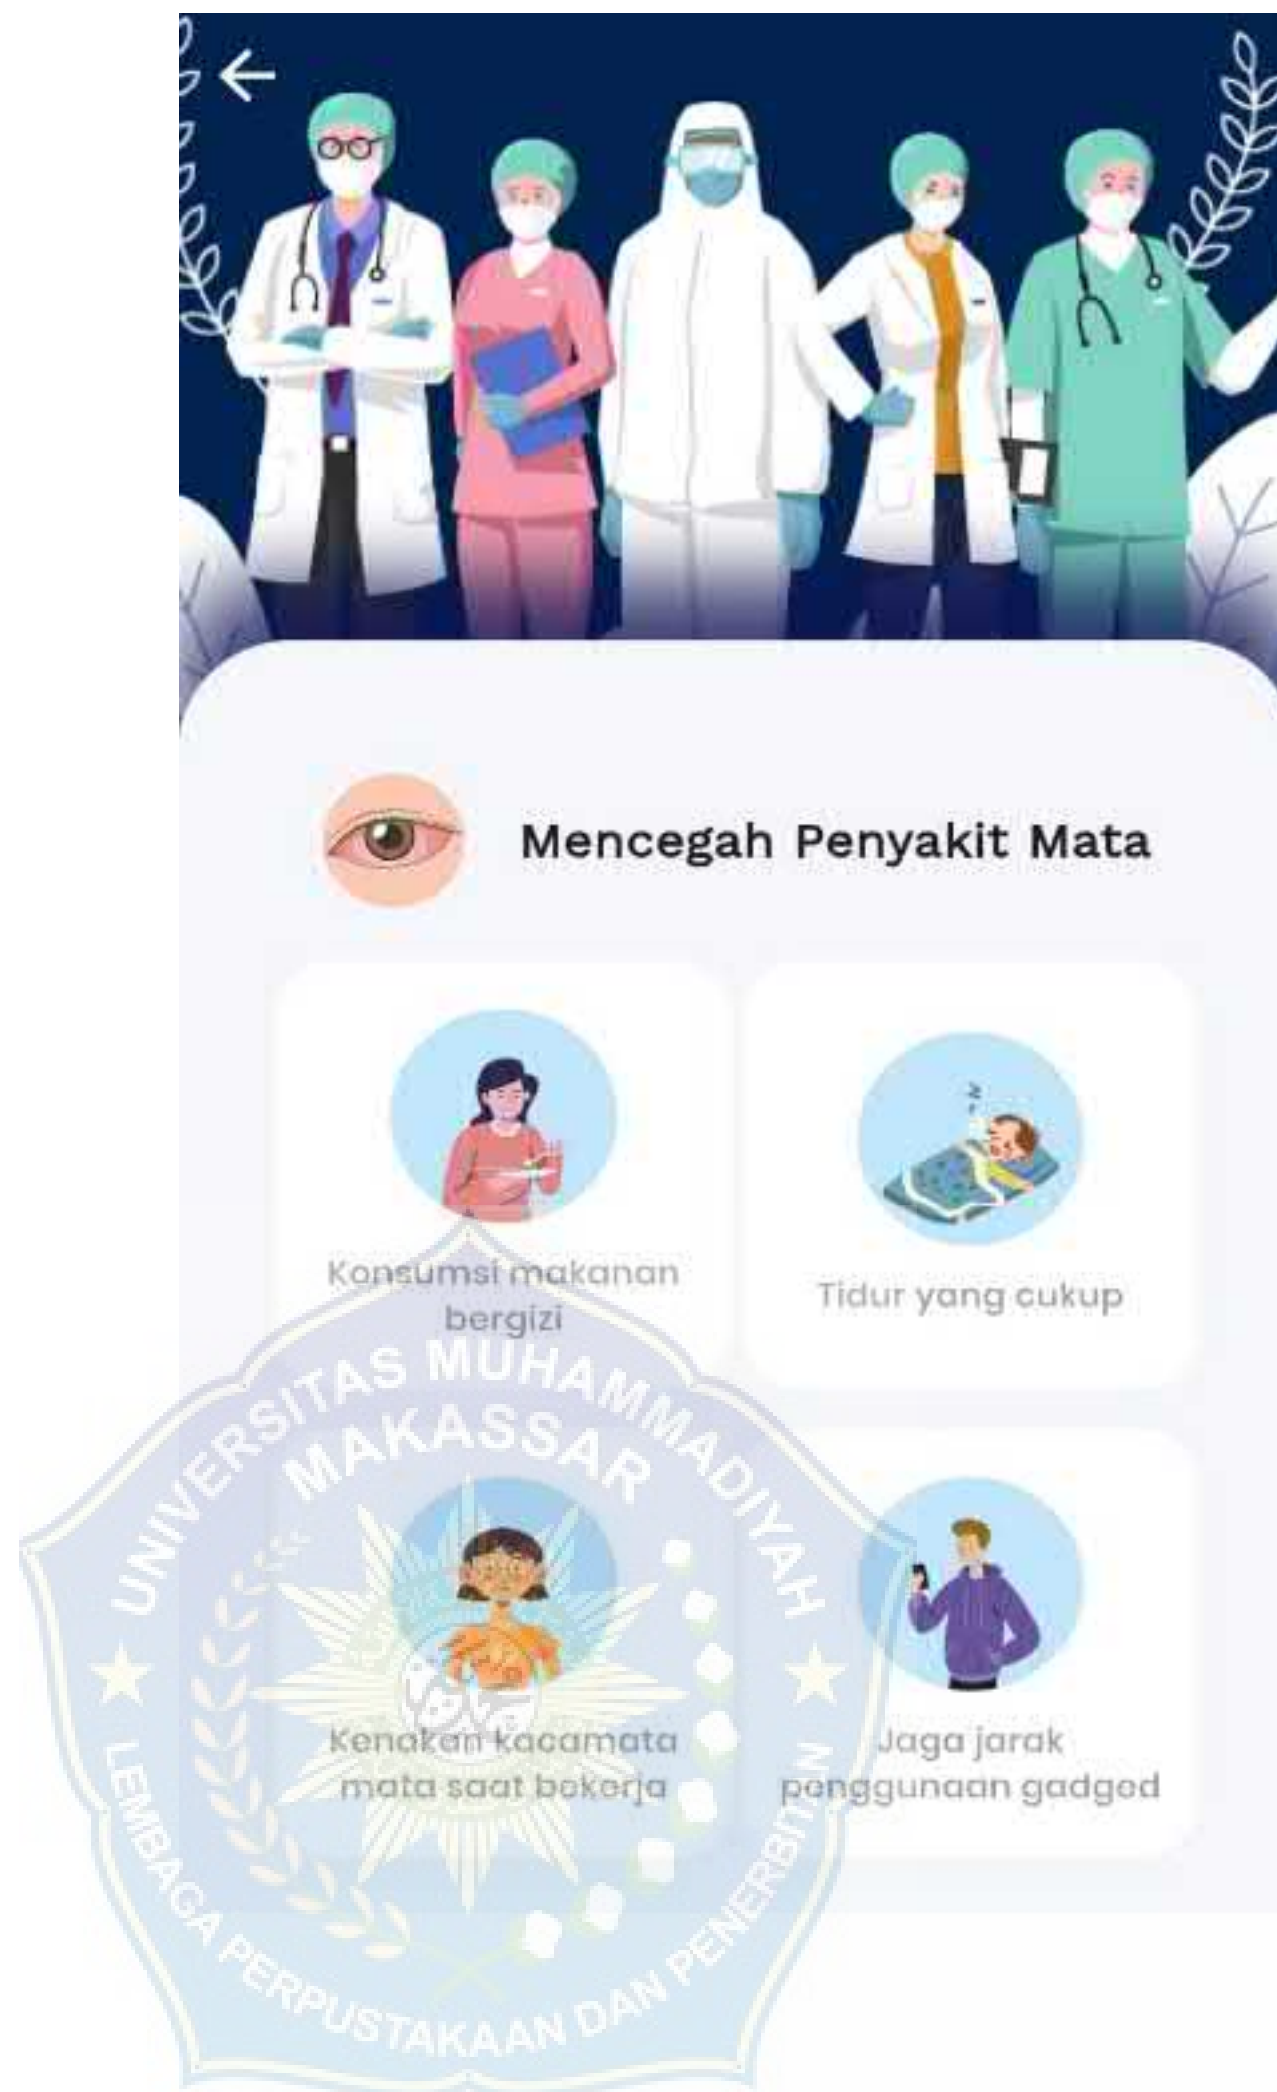 Mencegah Penyakit Mata
Konsumsi makanan
bergizi
Tidur yang cukup
Kenakan kacamata
mata saat bekerja
Jaga jarak
penggunaan gadged
UNIVERSITAS MUHAMMADIYAH
MAKASSAR
LEMBAGA PERPUSTAKAAN DAN PENERBITAN